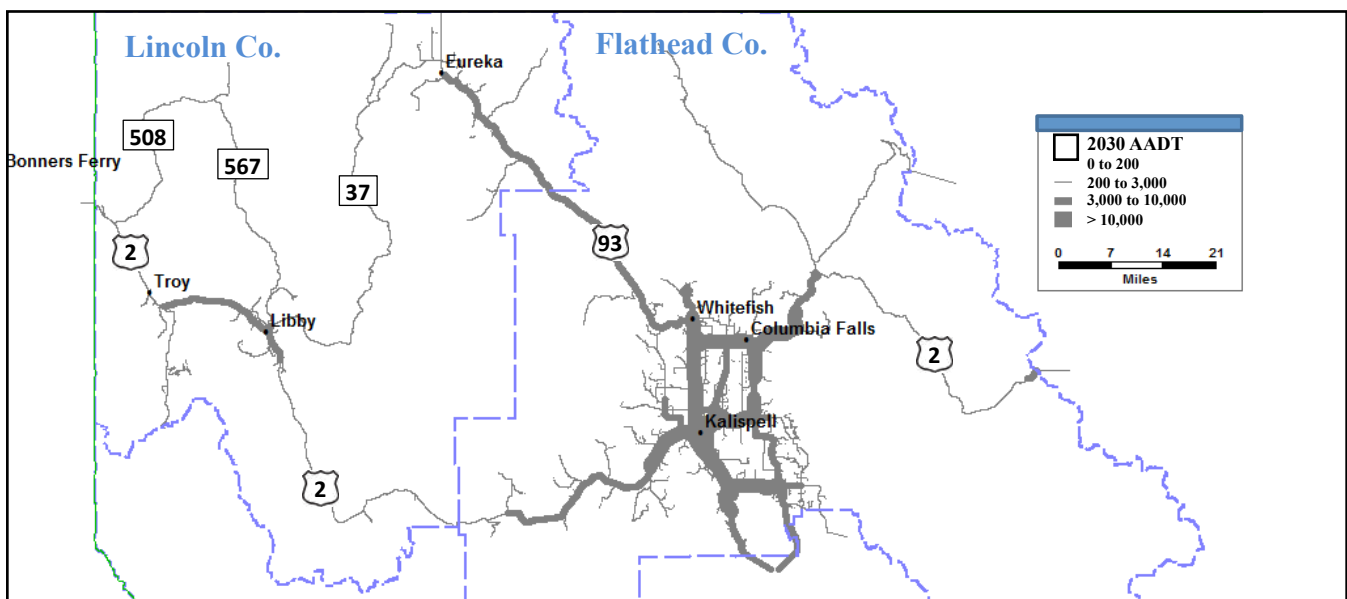 Lincoln Co.
Flathead Co.
Eureka
508
Bonners Ferry
567
37
2
93
Troy
Libby
Whitefish
Columbia Falls
2
Kalispell
2
2030 AADT
0 to 200
200 to 3,000
3,000 to 10,000
> 10,000
0 7 14 21
Miles